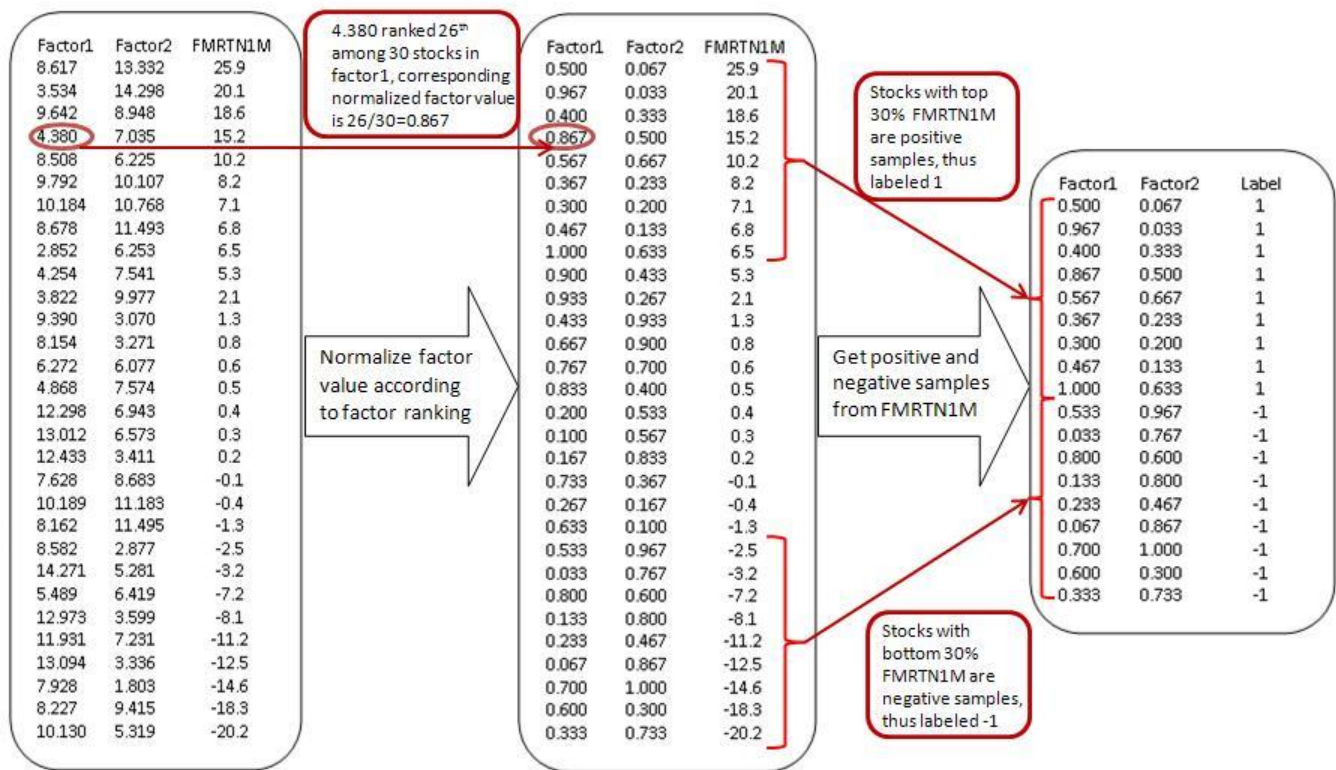 Factor1 Factor2 FMRTN1M
8.617 13.332 25.9
3.534 14.298 20.1
9.642 8.948 18.6
4.380 7.035 15.2
8.508 6.225 10.2
9.792 10.107 8.2
10.184 10.768 7.1
8.678 11.493 6.8
2.852 6.253 6.5
4.254 7.541 5.3
3.822 9.977 2.1
9.390 3.070 1.3
8.154 3.271 0.8
6.272 6.077 0.6
4.868 7.574 0.5
12.298 6.943 0.4
13.012 6.573 0.3
12.433 3.411 0.2
7.628 8.683 -0.1
10.189 11.183 -0.4
8.162 11.495 -1.3
8.582 2.877 -2.5
14.271 5.281 -3.2
5.489 6.419 -7.2
12.973 3.599 -8.1
11.931 7.231 -11.2
13.094 3.336 -12.5
7.928 1.803 -14.6
8.227 9.415 -18.3
10.130 5.319 -20.2
4.380 ranked 26th
among 30 stocks in
factor1, corresponding
normalized factor value
is 26/30=0.867
Normalize factor
value according
to factor ranking
Factor1 Factor2 FMRTN1M
0.500 0.067 25.9
0.967 0.033 20.1
0.400 0.333 18.6
0.867 0.500 15.2
0.567 0.667 10.2
0.367 0.233 8.2
0.300 0.200 7.1
0.467 0.133 6.8
1.000 0.633 6.5
0.900 0.433 5.3
0.933 0.267 2.1
0.433 0.933 1.3
0.667 0.900 0.8
0.767 0.700 0.6
0.833 0.400 0.5
0.200 0.533 0.4
0.100 0.567 0.3
0.167 0.833 0.2
0.733 0.367 -0.1
0.267 0.167 -0.4
0.633 0.100 -1.3
0.533 0.967 -2.5
0.033 0.767 -3.2
0.800 0.600 -7.2
0.133 0.800 -8.1
0.233 0.467 -11.2
0.067 0.867 -12.5
0.700 1.000 -14.6
0.600 0.300 -18.3
0.333 0.733 -20.2
Stocks with top
30% FMRTN1M
are positive
samples, thus
labeled 1
Get positive and
negative samples
from FMRTN1M
Stocks with
bottom 30%
FMRTN1M are
negative samples,
thus labeled -1
Factor1 Factor2 Label
0.500 0.067 1
0.967 0.033 1
0.400 0.333 1
0.867 0.500 1
0.567 0.667 1
0.367 0.233 1
0.300 0.200 1
0.467 0.133 1
1.000 0.633 1
0.533 0.967 -1
0.033 0.767 -1
0.800 0.600 -1
0.133 0.800 -1
0.233 0.467 -1
0.067 0.867 -1
0.700 1.000 -1
0.600 0.300 -1
0.333 0.733 -1